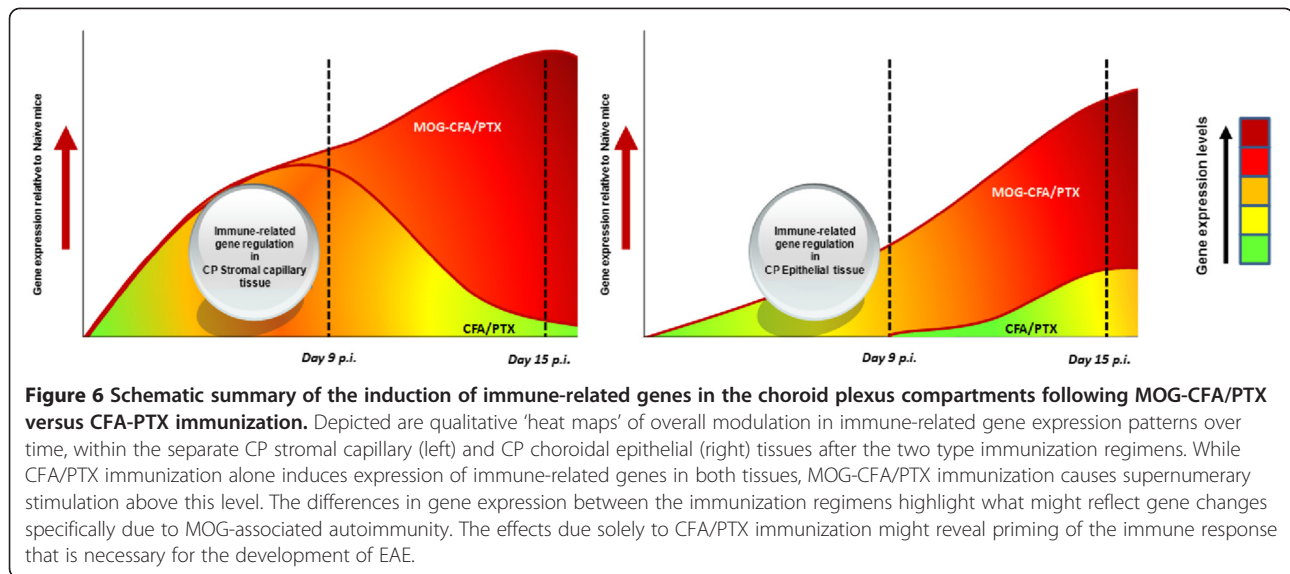 Gene expression relative to Naïve mice
MOG-CFA/PTX
Immune-related
gene regulation
in
CP Stromal capillary
tissue
CFA/PTX
Day 9 p.i.
Day 15 p.i.
Gene expression relative to Naïve mice
MOG-CFA/PTX
Immune-related
gene regulation
in
CP Epithelial tissue
CFA/PTX
Day 9 p.i.
Day 15 p.i.
Gene expression levels
Figure 6 Schematic summary of the induction of immune-related genes in the choroid plexus compartments following MOG-CFA/PTX
versus CFA-PTX immunization. Depicted are qualitative ‘heat maps’ of overall modulation in immune-related gene expression patterns over
time, within the separate CP stromal capillary (left) and CP choroidal epithelial (right) tissues after the two type immunization regimens. While
CFA/PTX immunization alone induces expression of immune-related genes in both tissues, MOG-CFA/PTX immunization causes supernumerary
stimulation above this level. The differences in gene expression between the immunization regimens highlight what might reflect gene changes
specifically due to MOG-associated autoimmunity. The effects due solely to CFA/PTX immunization might reveal priming of the immune response
that is necessary for the development of EAE.